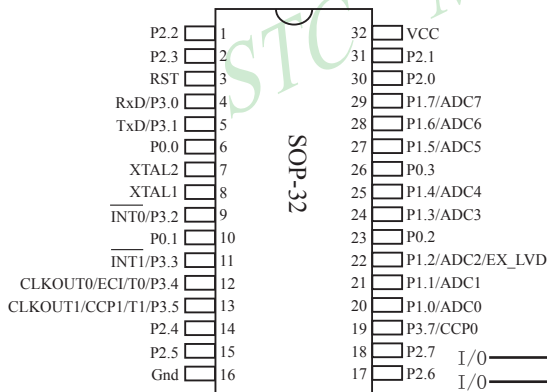 STC
P2.2 1 32 VCC
P2.3 2 31 P2.1
RST 3 30 P2.0
RxD/P3.0 4 29 P1.7/ADC7
TxD/P3.1 5 28 P1.6/ADC6
P0.0 6 27 P1.5/ADC5
XTAL2 7 26 P0.3
XTAL1 8 25 P1.4/ADC4
INT0/P3.2 9 24 P1.3/ADC3
P0.1 10 23 P0.2
INT1/P3.3 11 22 P1.2/ADC2/EX_LVD
CLKOUT0/ECI/T0/P3.4 12 21 P1.1/ADC1
CLKOUT1/CCP1/T1/P3.5 13 20 P1.0/ADC0
P2.4 14 19 P3.7/CCP0
P2.5 15 18 P2.7
Gnd 16 17 P2.6
SOP-32
I/0
I/0